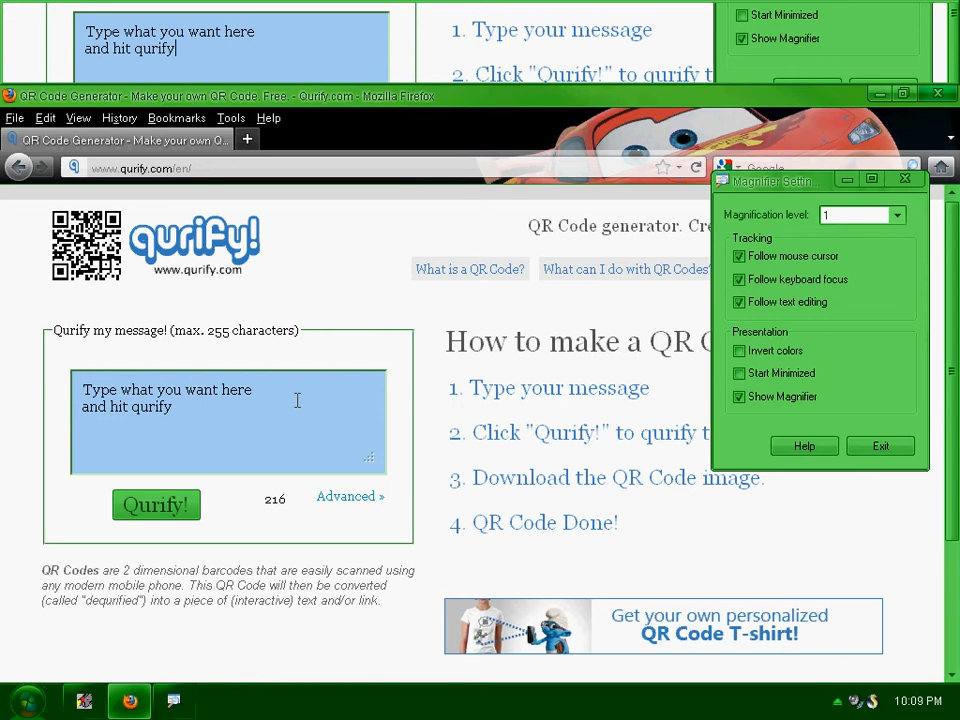 Type what you want here
and hit qurify
1. Type your message
2. Click "Qurify!" to qurify t
Start Minimized
Show Magnifier
QR Code Generator - Make your own QR Code. Free. - Qurify.com - Mozilla Firefox
File Edit View History Bookmarks Tools Help
QR Code Generator - Make your own Q...
www.qurify.com/en/
Google
Magnifier Settin...
qurify!
www.qurify.com
QR Code generator. Cre
What is a QR Code?
What can I do with QR Codes?
Magnification level: 1
Tracking
Follow mouse cursor
Follow keyboard focus
Follow text editing
Presentation
Invert colors
Start Minimized
Show Magnifier
Help
Exit
Qurify my message! (max. 255 characters)
Type what you want here
and hit qurify
Qurify!
216
Advanced »
How to make a QR C
1. Type your message
2. Click "Qurify!" to qurify t
3. Download the QR Code image.
4. QR Code Done!
QR Codes are 2 dimensional barcodes that are easily scanned using
any modern mobile phone. This QR Code will then be converted
(called "dequrified") into a piece of (interactive) text and/or link.
Get your own personalized
QR Code T-shirt!
10:09 PM